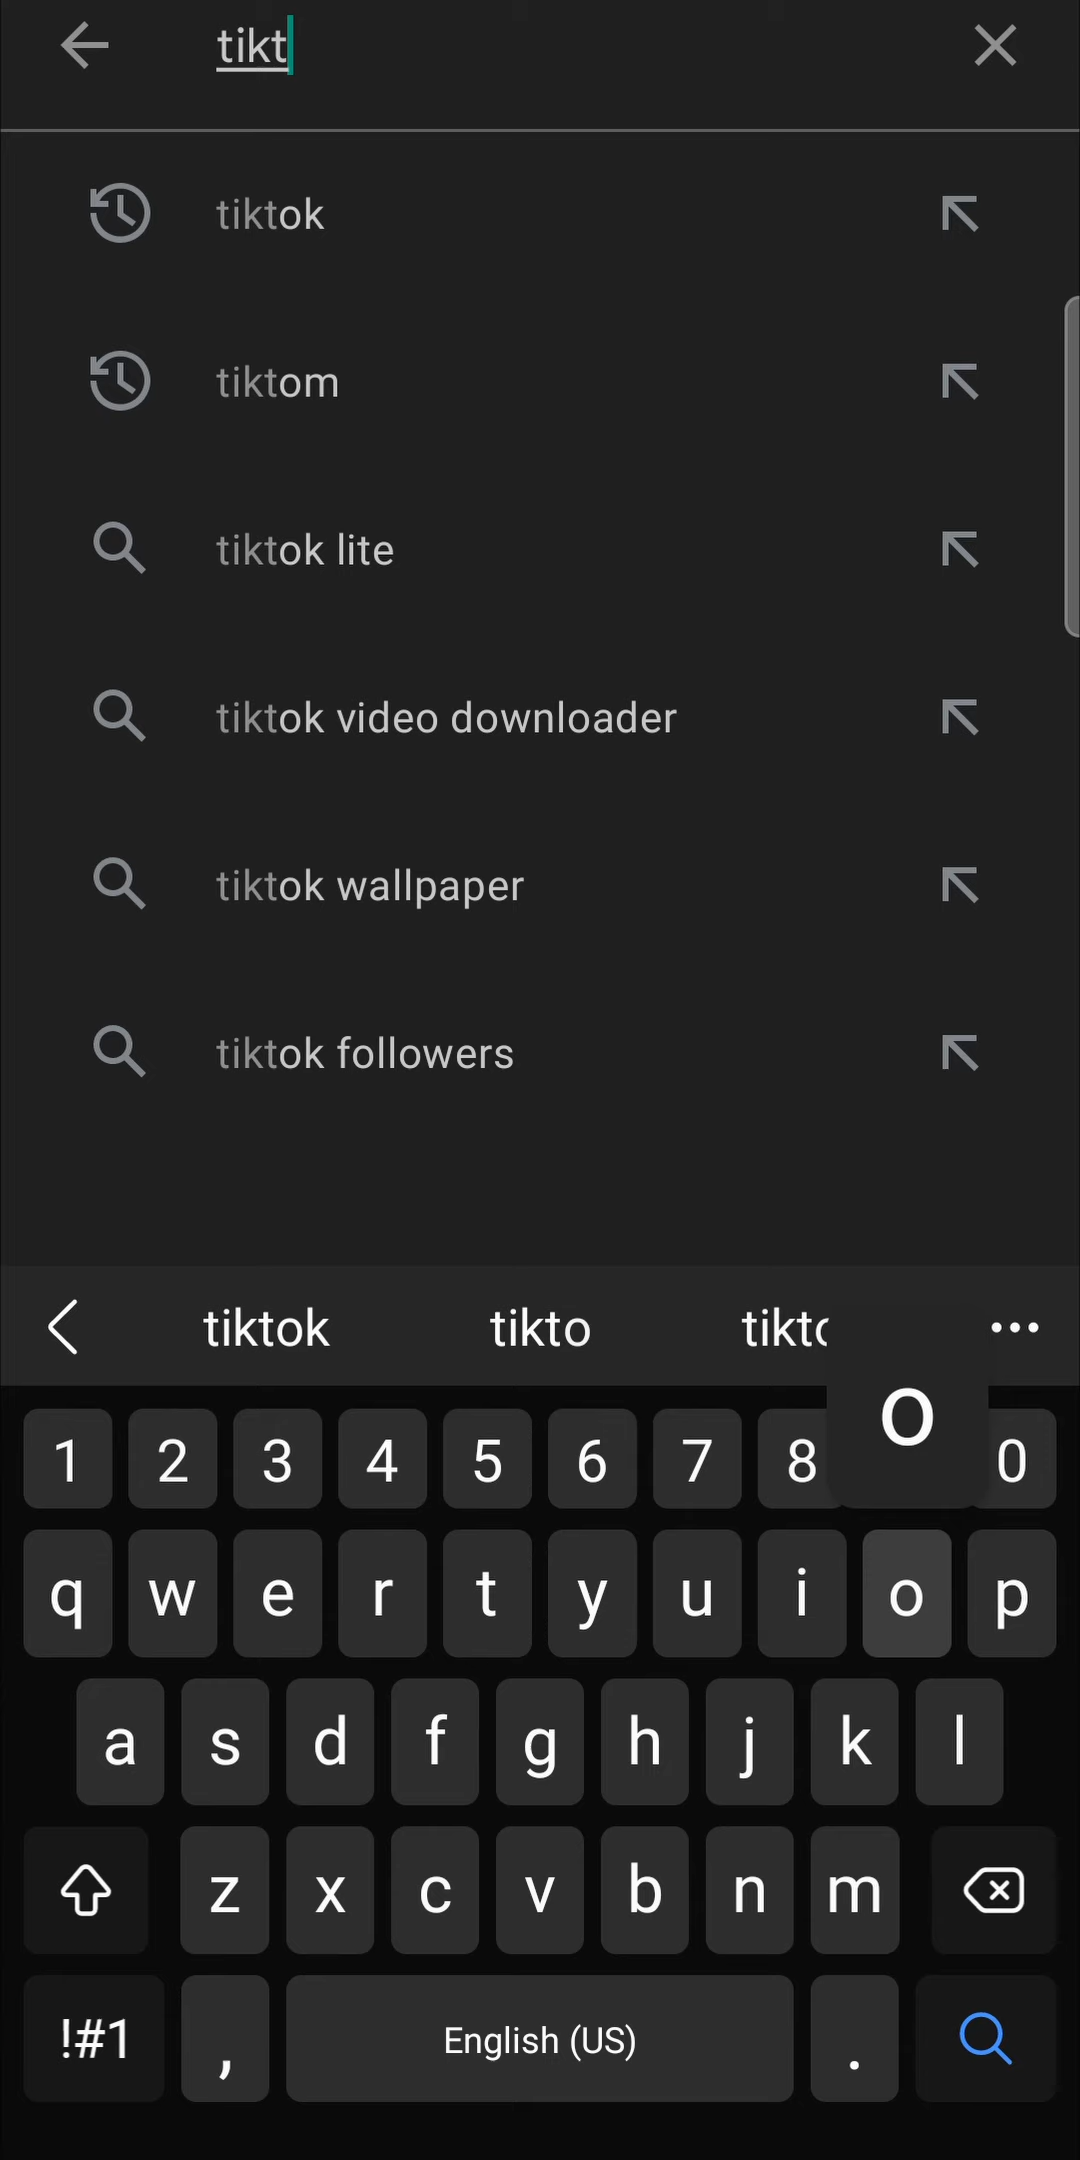 tikt
tiktok
tiktom
tiktok lite
tiktok video downloader
tiktok wallpaper
tiktok followers
tiktok tikto
o
1 2 3 4 5 6 7 8 0
q w e r t y u i o p
a s d f g h j k l
z x c v b n m
!#1 , English (US) .